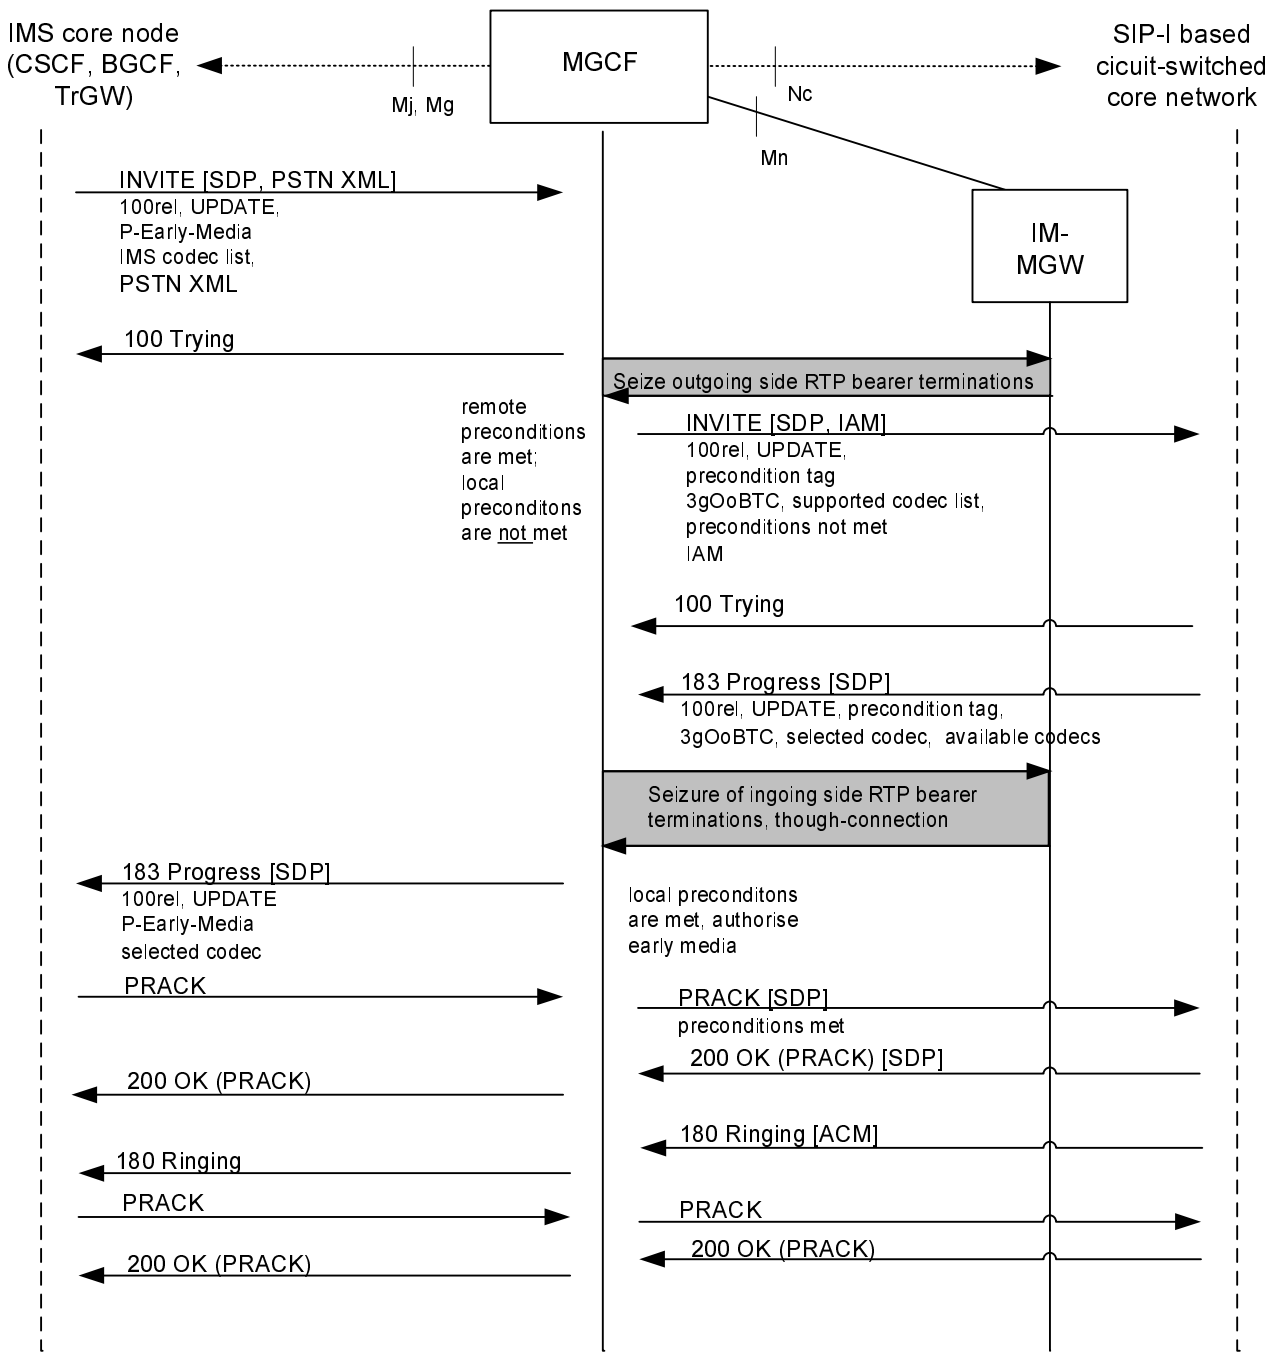 IMS core node
(CSCF, BGCF,
TrGW)
MGCF
SIP-I based
cicuit-switched
core network
Mj, Mg
Nc
Mn
IM-
MGW
INVITE [SDP, PSTN XML]
100rel, UPDATE,
P-Early-Media
IMS codec list,
PSTN XML
100 Trying
Seize outgoing side RTP bearer terminations
remote
preconditions
are met;
local
preconditons
are not met
INVITE [SDP, IAM]
100rel, UPDATE,
precondition tag
3gOoBTC, supported codec list,
preconditions not met
IAM
100 Trying
183 Progress [SDP]
100rel, UPDATE, precondition tag,
3gOoBTC, selected codec, available codecs
Seizure of ingoing side RTP bearer
terminations, though-connection
183 Progress [SDP]
100rel, UPDATE
P-Early-Media
selected codec
local preconditons
are met, authorise
early media
PRACK
PRACK [SDP]
preconditions met
200 OK (PRACK) [SDP]
200 OK (PRACK)
180 Ringing [ACM]
180 Ringing
PRACK
PRACK
200 OK (PRACK)
200 OK (PRACK)